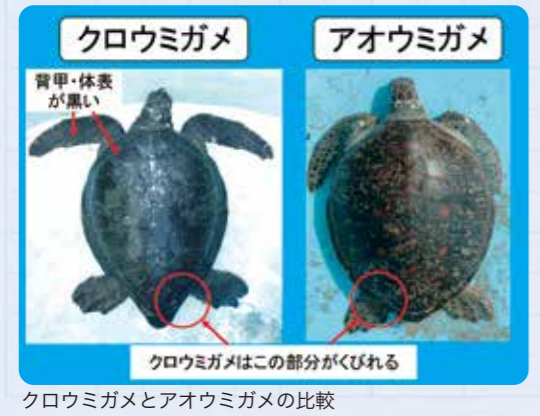 クロウミガメ
アオウミガメ
背甲・体表
が黒い
クロウミガメはこの部分がくびれる
クロウミガメとアオウミガメの比較